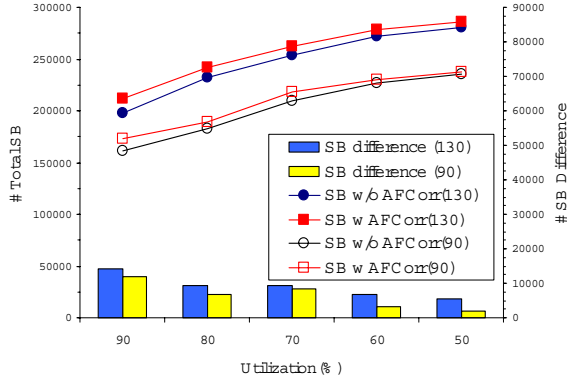 300000
250000
200000
150000
100000
50000
0
# Total SB
90000
80000
70000
60000
50000
40000
30000
20000
10000
0
# SB Difference
SB difference (130)
SB difference (90)
SB w/o AFCorr(130)
SB w AFCorr(130)
SB w/o AFCorr(90)
SB w AFCorr(90)
90 80 70 60 50
Utilization (%)